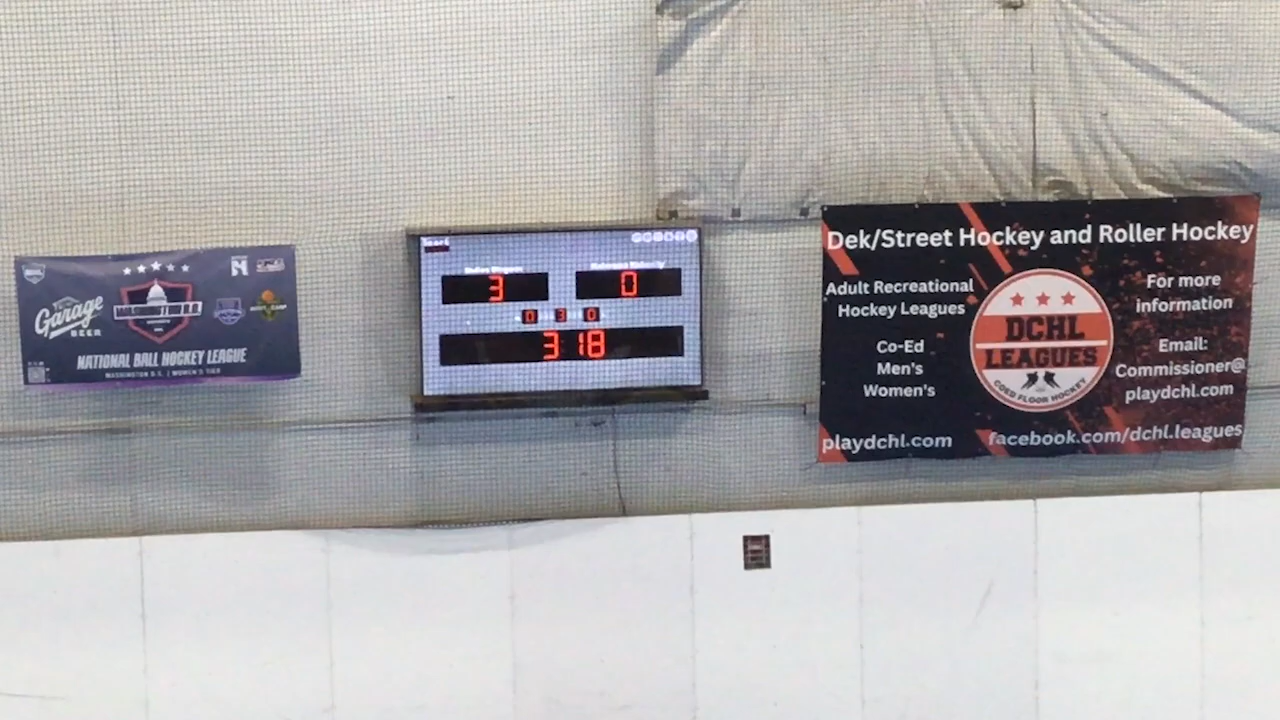 Garage
BEER
NATIONAL BALL HOCKEY LEAGUE
WASHINGTON D.C. | WOMEN'S TIER
3
0
0
3
0
3 18
Dek/Street Hockey and Roller Hockey
Adult Recreational
Hockey Leagues
Co-Ed
Men's
Women's
DCHL
LEAGUES
COED FLOOR HOCKEY
For more
information
Email:
Commissioner@
playdchl.com
playdchl.com
facebook.com/dchl.leagues